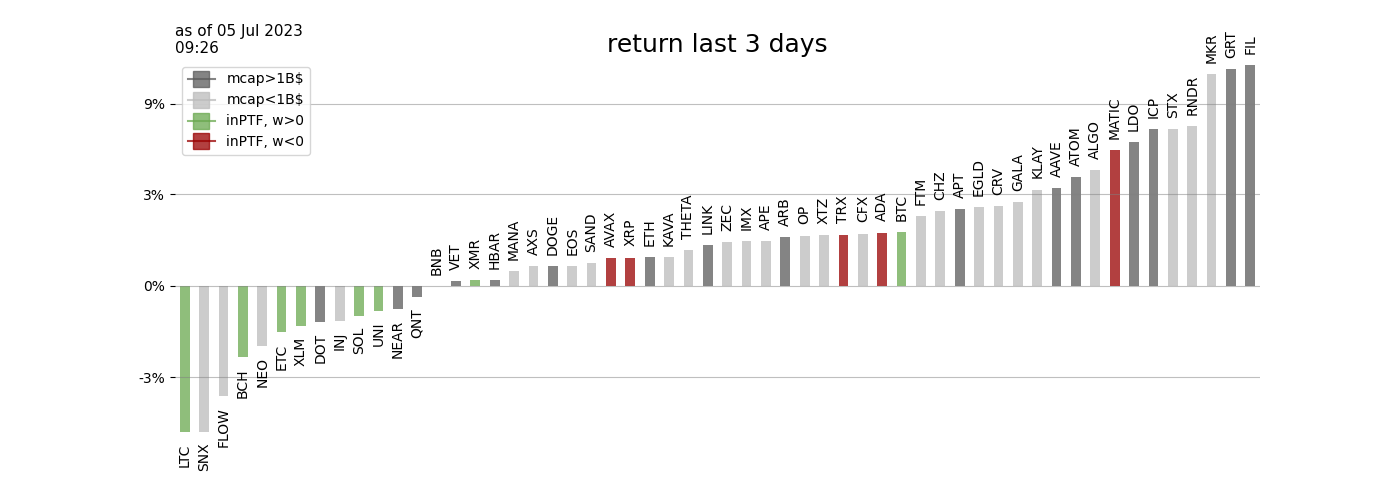 as of 05 Jul 2023
09:26
return last 3 days
mcap>1B$
mcap<1B$
inPTF, w>0
inPTF, w<0
9%
3%
0%
-3%
LTC
SNX
FLOW
BCH
NEO
ETC
XLM
DOT
INJ
SOL
UNI
NEAR
QNT
BNB
VET
XMR
HBAR
MANA
AXS
DOGE
EOS
SAND
AVAX
XRP
ETH
KAVA
THETA
LINK
ZEC
IMX
APE
ARB
OP
XTZ
TRX
CFX
ADA
BTC
FTM
CHZ
APT
EGLD
CRV
GALA
KLAY
AAVE
ATOM
ALGO
MATIC
LDO
ICP
STX
RNDR
MKR
GRT
FIL